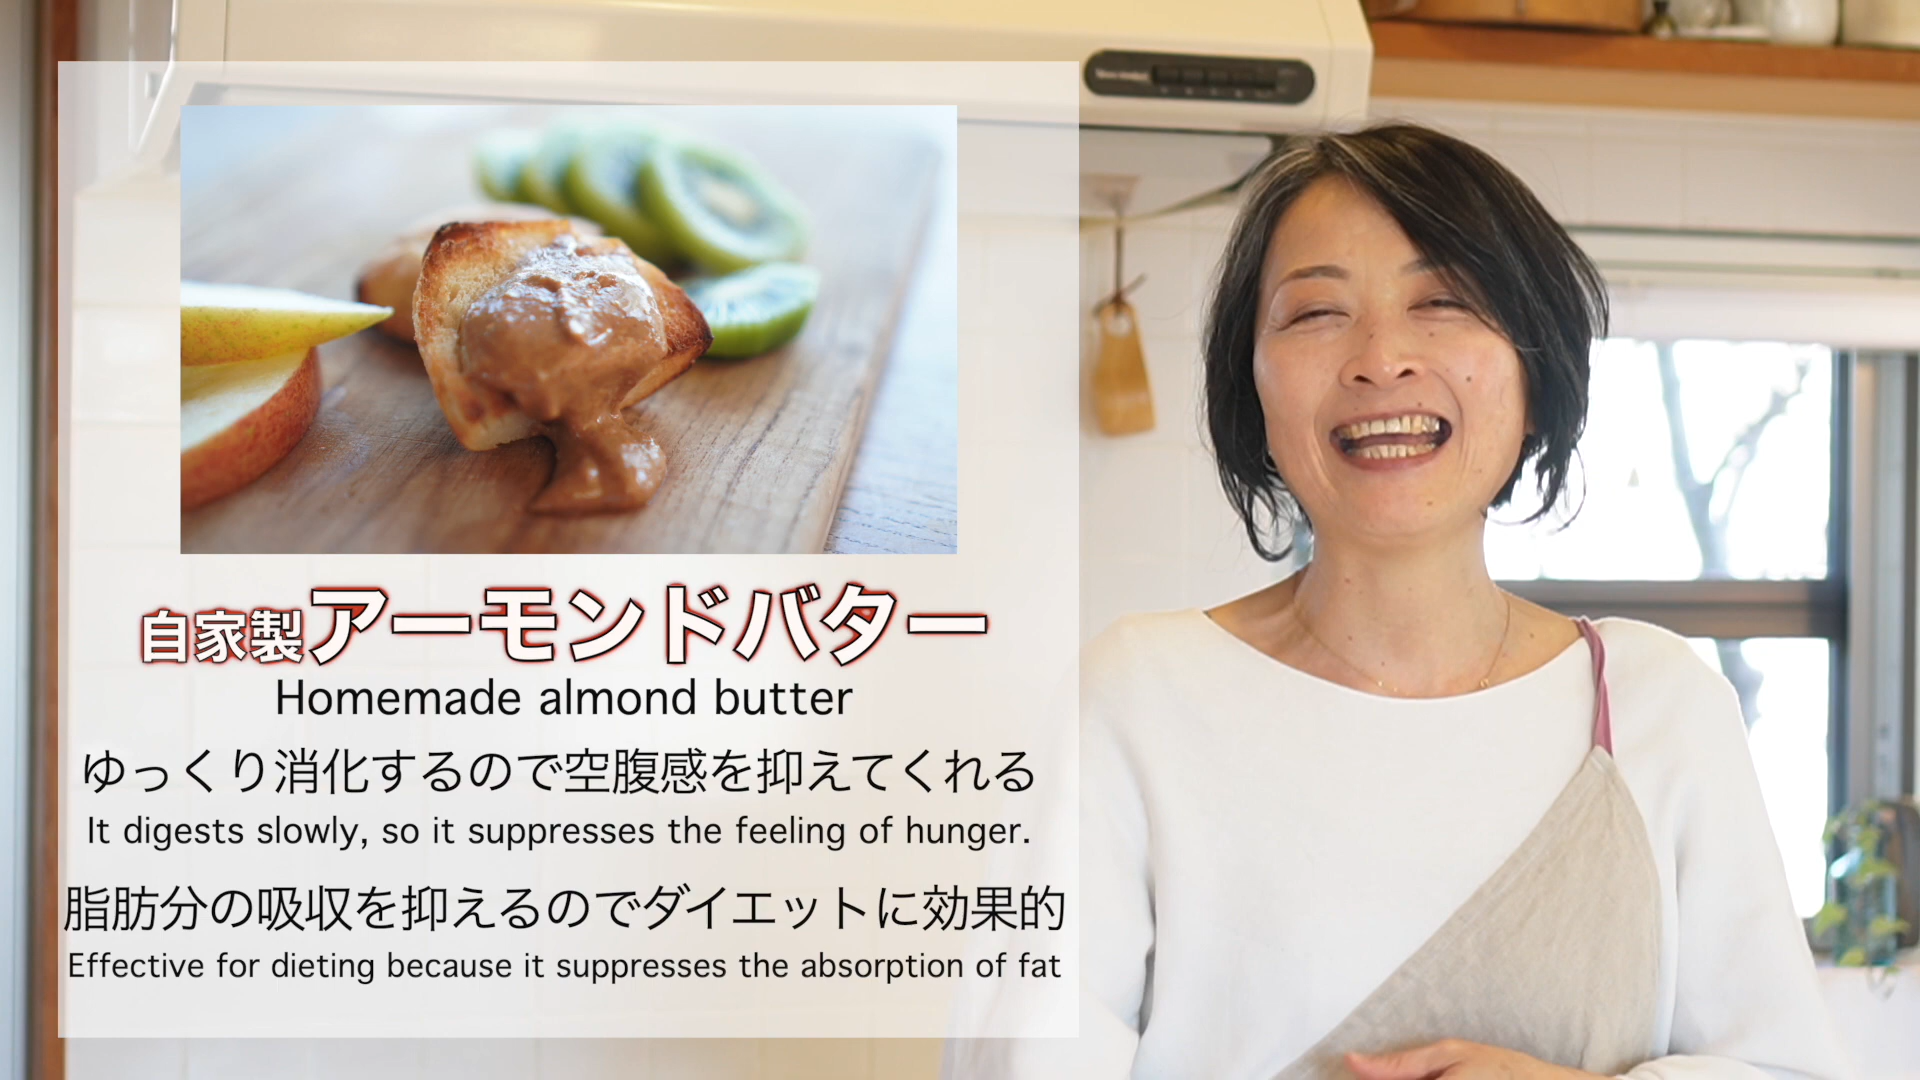 自家製アーモンドバター
Homemade almond butter
ゆっくり消化するので空腹感を抑えてくれる
It digests slowly, so it suppresses the feeling of hunger.
脂肪分の吸収を抑えるのでダイエットに効果的
Effective for dieting because it suppresses the absorption of fat